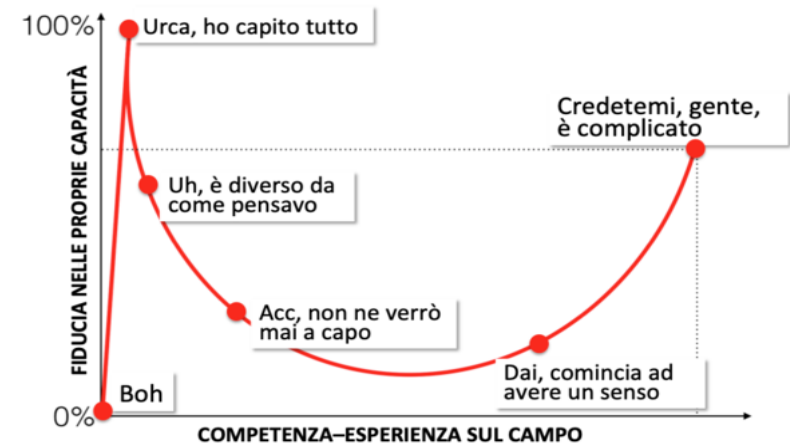 100%
Urca, ho capito tutto
FIDUCIA NELLE PROPRIE CAPACITÀ
Credetemi, gente,
è complicato
Uh, è diverso da
come pensavo
Acc, non ne verrò
mai a capo
Dai, comincia ad
avere un senso
Boh
0%
COMPETENZA–ESPERIENZA SUL CAMPO